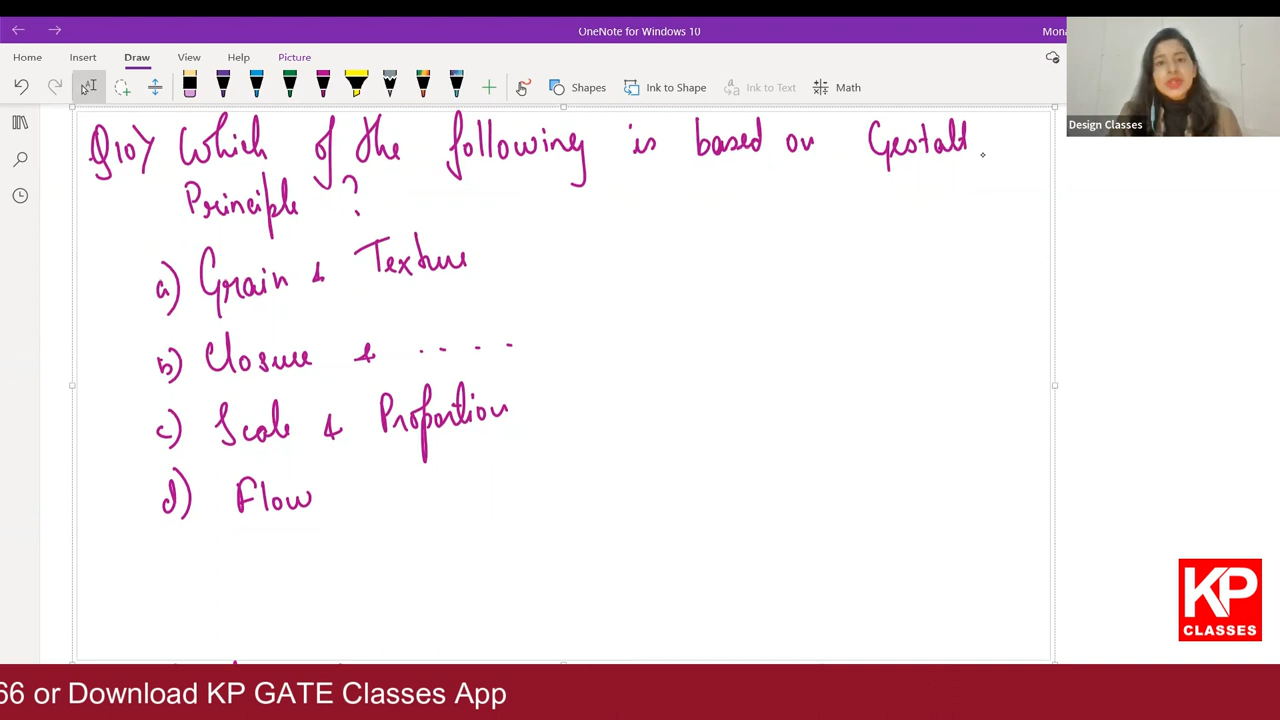 OneNote for Windows 10
Mona
Home Insert Draw View Help Picture
Shapes Ink to Shape Ink to Text Math
Design Classes
Q10> Which of the following is based on Gestalt
Principle ?
a) Grain & Texture
b) Closure & .....
c) Scale & Proportion
d) Flow
KP
CLASSES
66 or Download KP GATE Classes App